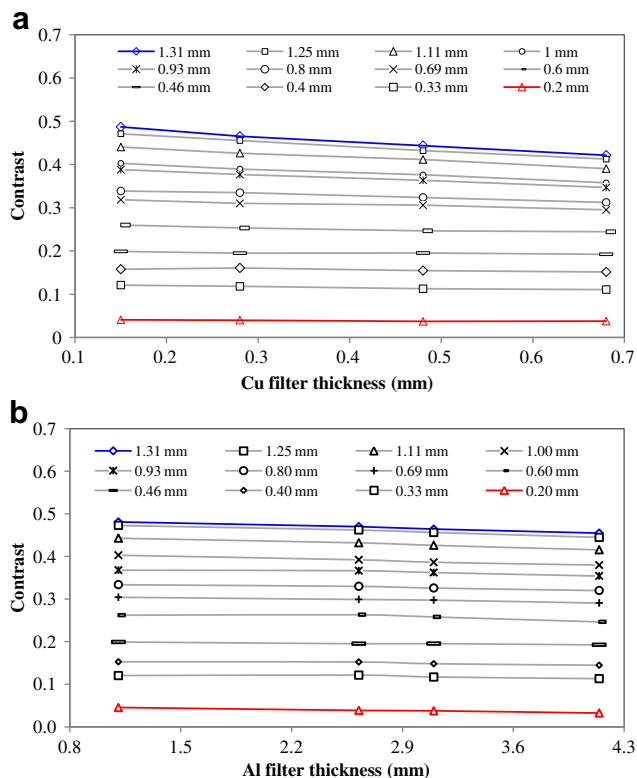 a
0.7
1.31 mm 1.25 mm 1.11 mm 1 mm
0.6
0.93 mm 0.8 mm 0.69 mm 0.6 mm
0.46 mm 0.4 mm 0.33 mm 0.2 mm
0.5
0.4
Contrast
0.3
0.2
0.1
0
0.1 0.2 0.3 0.4 0.5 0.6 0.7
Cu filter thickness (mm)
b
0.7
1.31 mm 1.25 mm 1.11 mm 1.00 mm
0.6
0.93 mm 0.80 mm 0.69 mm 0.60 mm
0.46 mm 0.40 mm 0.33 mm 0.20 mm
0.5
0.4
Contrast
0.3
0.2
0.1
0.0
0.8 1.5 2.2 2.9 3.6 4.3
Al filter thickness (mm)